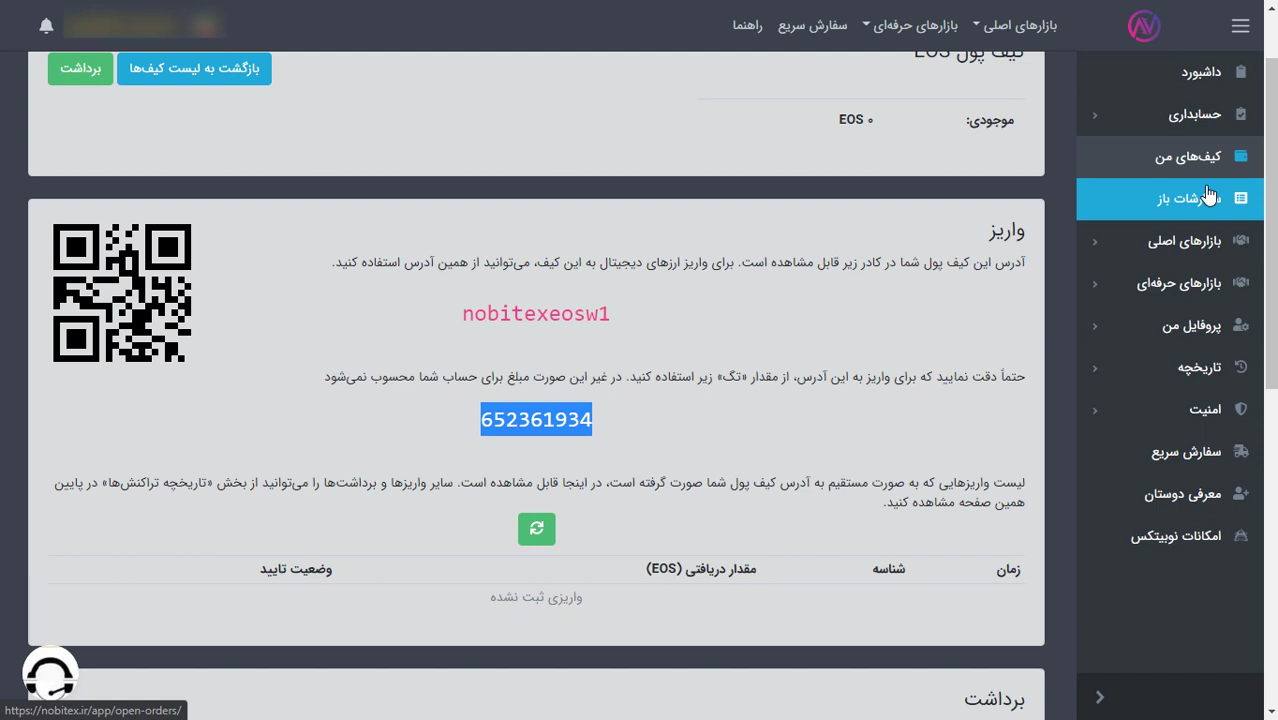 بازارهای اصلی
بازارهای حرفه‌ای
سفارش سریع
راهنما
کیف پول EOS
بازگشت به لیست کیف‌ها
برداشت
موجودی:
۰ EOS
واریز
آدرس این کیف پول شما در کادر زیر قابل مشاهده است. برای واریز ارزهای دیجیتال به این کیف، می‌توانید از همین آدرس استفاده کنید.
nobitexeosw1
حتماً دقت نمایید که برای واریز به این آدرس، از مقدار «تگ» زیر استفاده کنید. در غیر این صورت مبلغ برای حساب شما محسوب نمی‌شود
652361934
لیست واریزهایی که به صورت مستقیم به آدرس کیف پول شما صورت گرفته است، در اینجا قابل مشاهده است. سایر واریزها و برداشت‌ها را می‌توانید از بخش «تاریخچه تراکنش‌ها» در پایین
همین صفحه مشاهده کنید.
زمان
شناسه
مقدار دریافتی (EOS)
وضعیت تایید
واریزی ثبت نشده
برداشت
داشبورد
حسابداری
کیف‌های من
باز
بازارهای اصلی
بازارهای حرفه‌ای
پروفایل من
تاریخچه
امنیت
سفارش سریع
معرفی دوستان
امکانات نوبیتکس
https://nobitex.ir/app/open-orders/